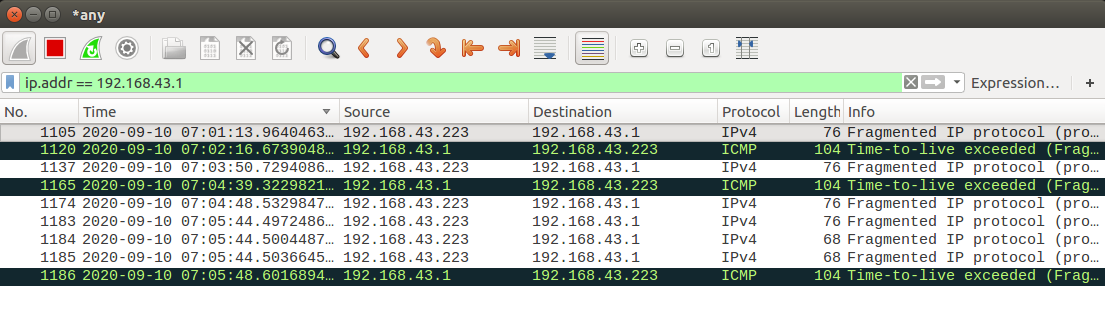 *any
ip.addr == 192.168.43.1 Expression… +
No. Time Source Destination Protocol Length Info
1105 2020-09-10 07:01:13.9640463… 192.168.43.223 192.168.43.1 IPv4 76 Fragmented IP protocol (pro…
1120 2020-09-10 07:02:16.6739048… 192.168.43.1 192.168.43.223 ICMP 104 Time-to-live exceeded (Frag…
1137 2020-09-10 07:03:50.7294086… 192.168.43.223 192.168.43.1 IPv4 76 Fragmented IP protocol (pro…
1165 2020-09-10 07:04:39.3229821… 192.168.43.1 192.168.43.223 ICMP 104 Time-to-live exceeded (Frag…
1174 2020-09-10 07:04:48.5329847… 192.168.43.223 192.168.43.1 IPv4 76 Fragmented IP protocol (pro…
1183 2020-09-10 07:05:44.4972486… 192.168.43.223 192.168.43.1 IPv4 76 Fragmented IP protocol (pro…
1184 2020-09-10 07:05:44.5004487… 192.168.43.223 192.168.43.1 IPv4 68 Fragmented IP protocol (pro…
1185 2020-09-10 07:05:44.5036645… 192.168.43.223 192.168.43.1 IPv4 68 Fragmented IP protocol (pro…
1186 2020-09-10 07:05:48.6016894… 192.168.43.1 192.168.43.223 ICMP 104 Time-to-live exceeded (Frag…